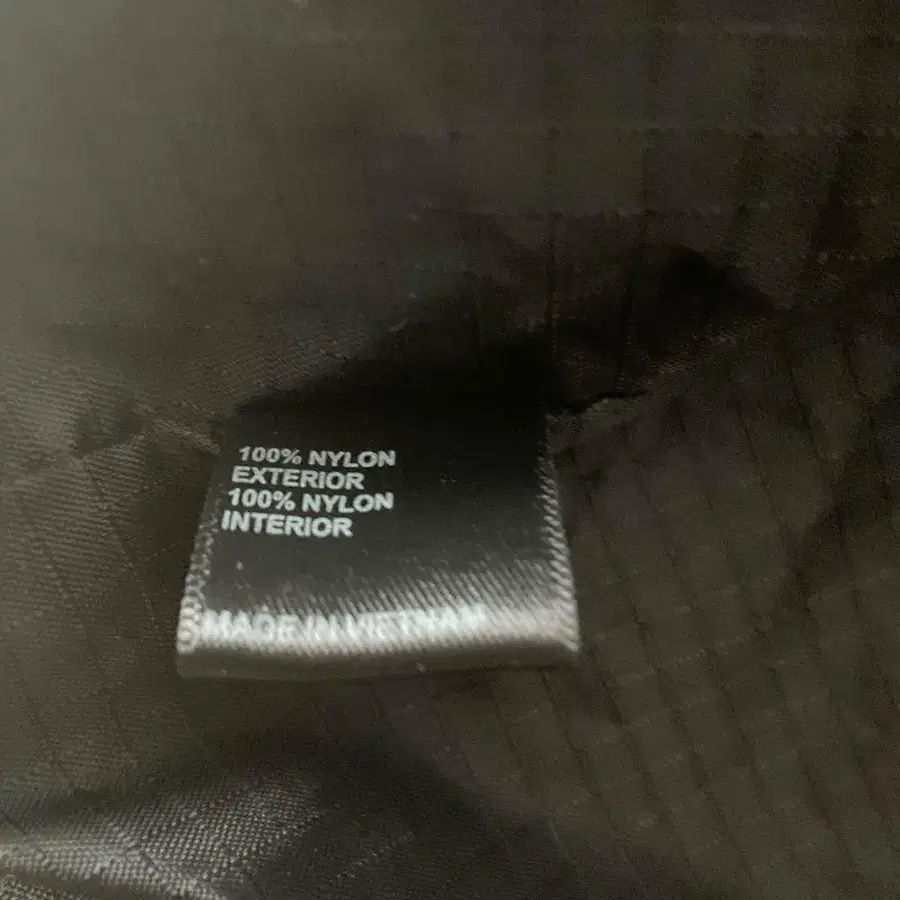 100% NYLON
EXTERIOR
100% NYLON
INTERIOR
MADE IN VIETNAM